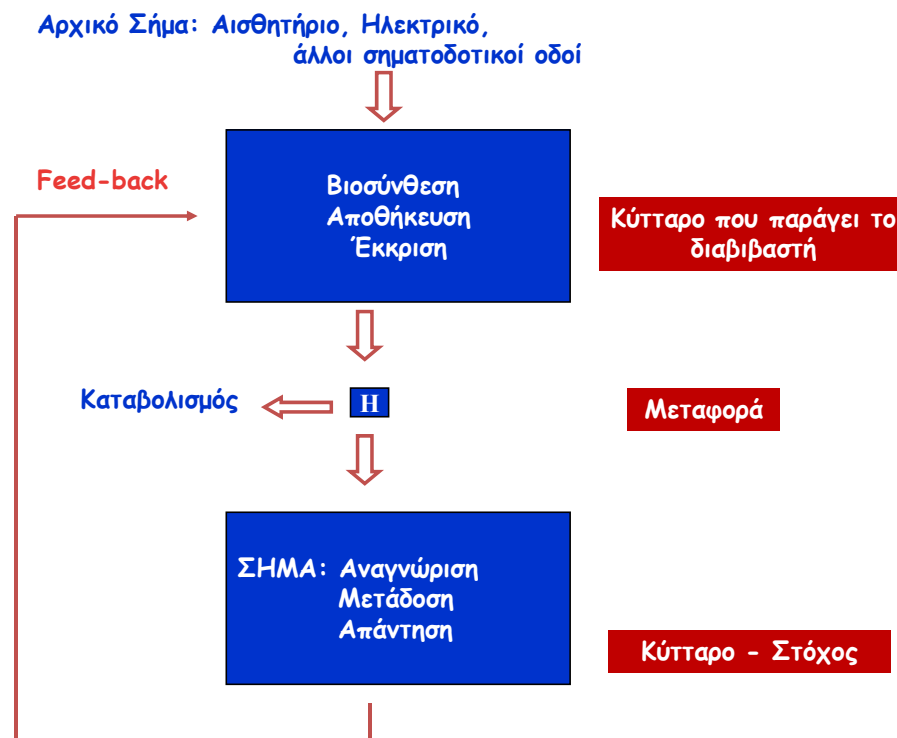 Αρχικό Σήμα: Αισθητήριο, Ηλεκτρικό,
άλλοι σηματοδοτικοί οδοί
Feed-back
Βιοσύνθεση
Αποθήκευση
Έκκριση
Κύτταρο που παράγει το
διαβιβαστή
Καταβολισμός
H
Μεταφορά
ΣΗΜΑ: Αναγνώριση
Μετάδοση
Απάντηση
Κύτταρο - Στόχος